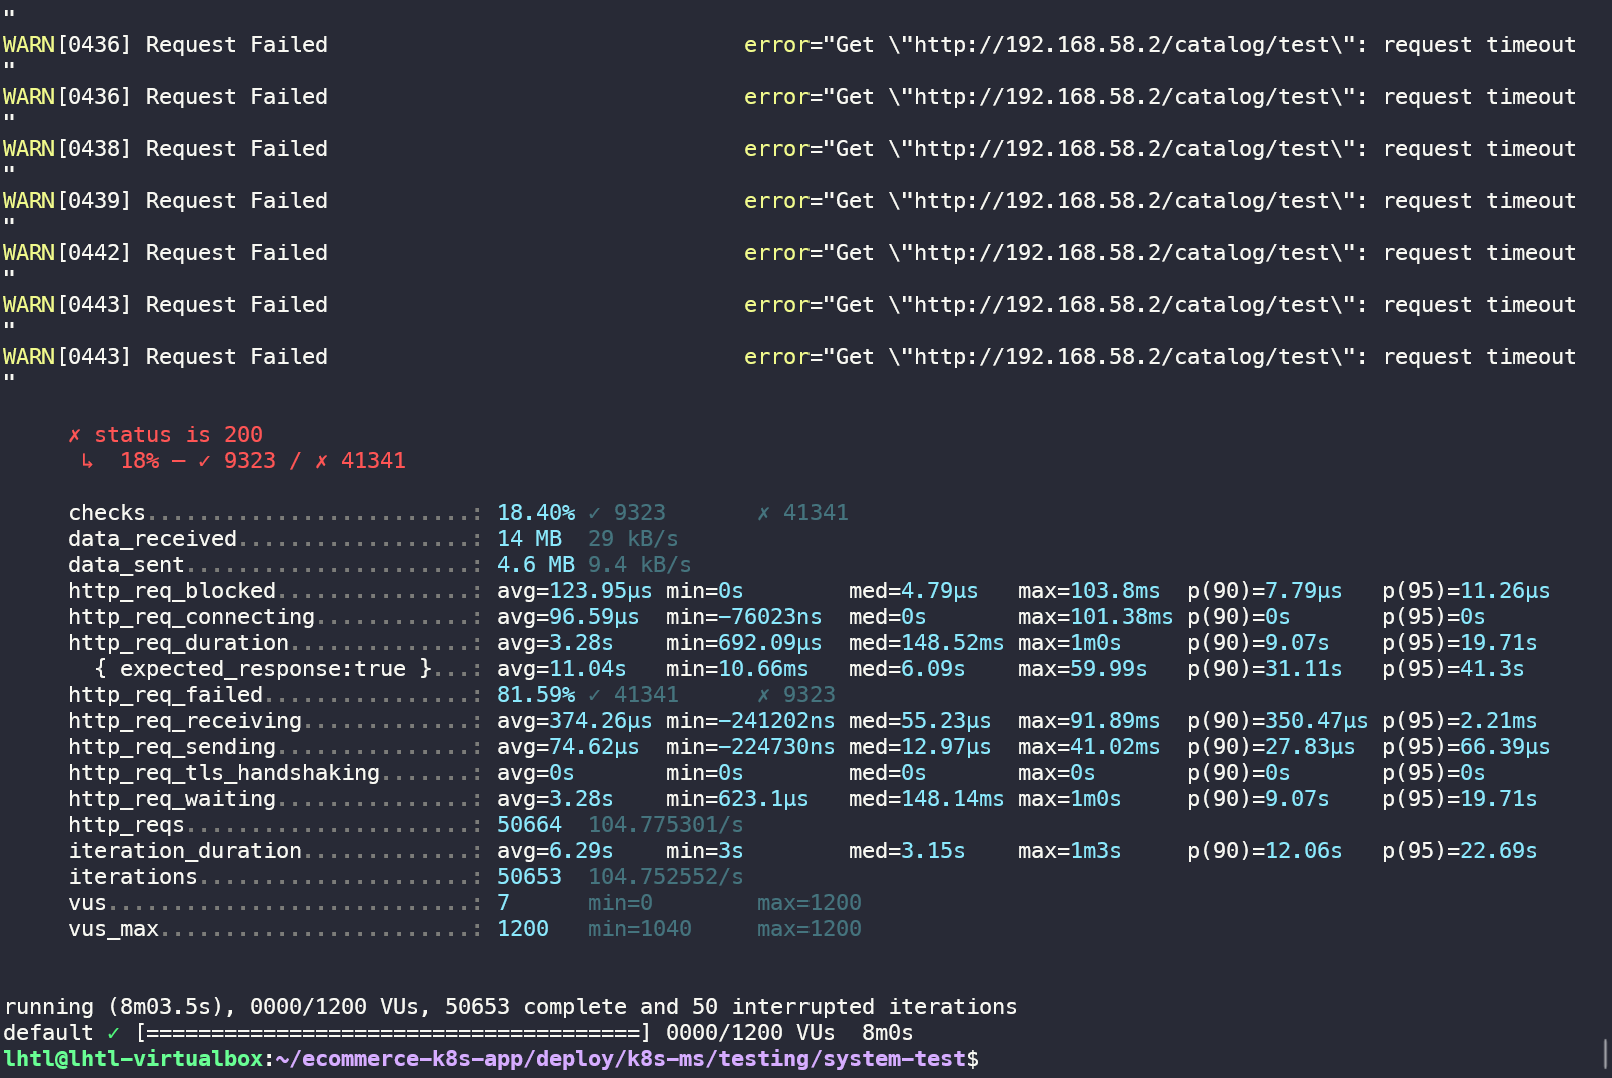 "
WARN[0436] Request Failed                                error="Get \"http://192.168.58.2/catalog/test\": request timeout
"
WARN[0436] Request Failed                                error="Get \"http://192.168.58.2/catalog/test\": request timeout
"
WARN[0438] Request Failed                                error="Get \"http://192.168.58.2/catalog/test\": request timeout
"
WARN[0439] Request Failed                                error="Get \"http://192.168.58.2/catalog/test\": request timeout
"
WARN[0442] Request Failed                                error="Get \"http://192.168.58.2/catalog/test\": request timeout
"
WARN[0443] Request Failed                                error="Get \"http://192.168.58.2/catalog/test\": request timeout
"
WARN[0443] Request Failed                                error="Get \"http://192.168.58.2/catalog/test\": request timeout
"
     ✗ status is 200
      ↳  18% — ✓ 9323 / ✗ 41341
     checks.........................: 18.40% ✓ 9323       ✗ 41341
     data_received..................: 14 MB  29 kB/s
     data_sent......................: 4.6 MB 9.4 kB/s
     http_req_blocked...............: avg=123.95µs min=0s        med=4.79µs   max=103.8ms  p(90)=7.79µs   p(95)=11.26µs
     http_req_connecting............: avg=96.59µs  min=-76023ns  med=0s       max=101.38ms p(90)=0s       p(95)=0s
     http_req_duration..............: avg=3.28s    min=692.09µs  med=148.52ms max=1m0s     p(90)=9.07s    p(95)=19.71s
       { expected_response:true }...: avg=11.04s   min=10.66ms   med=6.09s    max=59.99s   p(90)=31.11s   p(95)=41.3s
     http_req_failed................: 81.59% ✓ 41341      ✗ 9323
     http_req_receiving.............: avg=374.26µs min=-241202ns med=55.23µs  max=91.89ms  p(90)=350.47µs p(95)=2.21ms
     http_req_sending...............: avg=74.62µs  min=-224730ns med=12.97µs  max=41.02ms  p(90)=27.83µs  p(95)=66.39µs
     http_req_tls_handshaking.......: avg=0s       min=0s        med=0s       max=0s       p(90)=0s       p(95)=0s
     http_req_waiting...............: avg=3.28s    min=623.1µs   med=148.14ms max=1m0s     p(90)=9.07s    p(95)=19.71s
     http_reqs......................: 50664  104.775301/s
     iteration_duration.............: avg=6.29s    min=3s        med=3.15s    max=1m3s     p(90)=12.06s   p(95)=22.69s
     iterations.....................: 50653  104.752552/s
     vus............................: 7      min=0        max=1200
     vus_max........................: 1200   min=1040     max=1200
running (8m03.5s), 0000/1200 VUs, 50653 complete and 50 interrupted iterations
default ✓ [======================================] 0000/1200 VUs  8m0s
lhtl@lhtl-virtualbox:~/ecommerce-k8s-app/deploy/k8s-ms/testing/system-test$